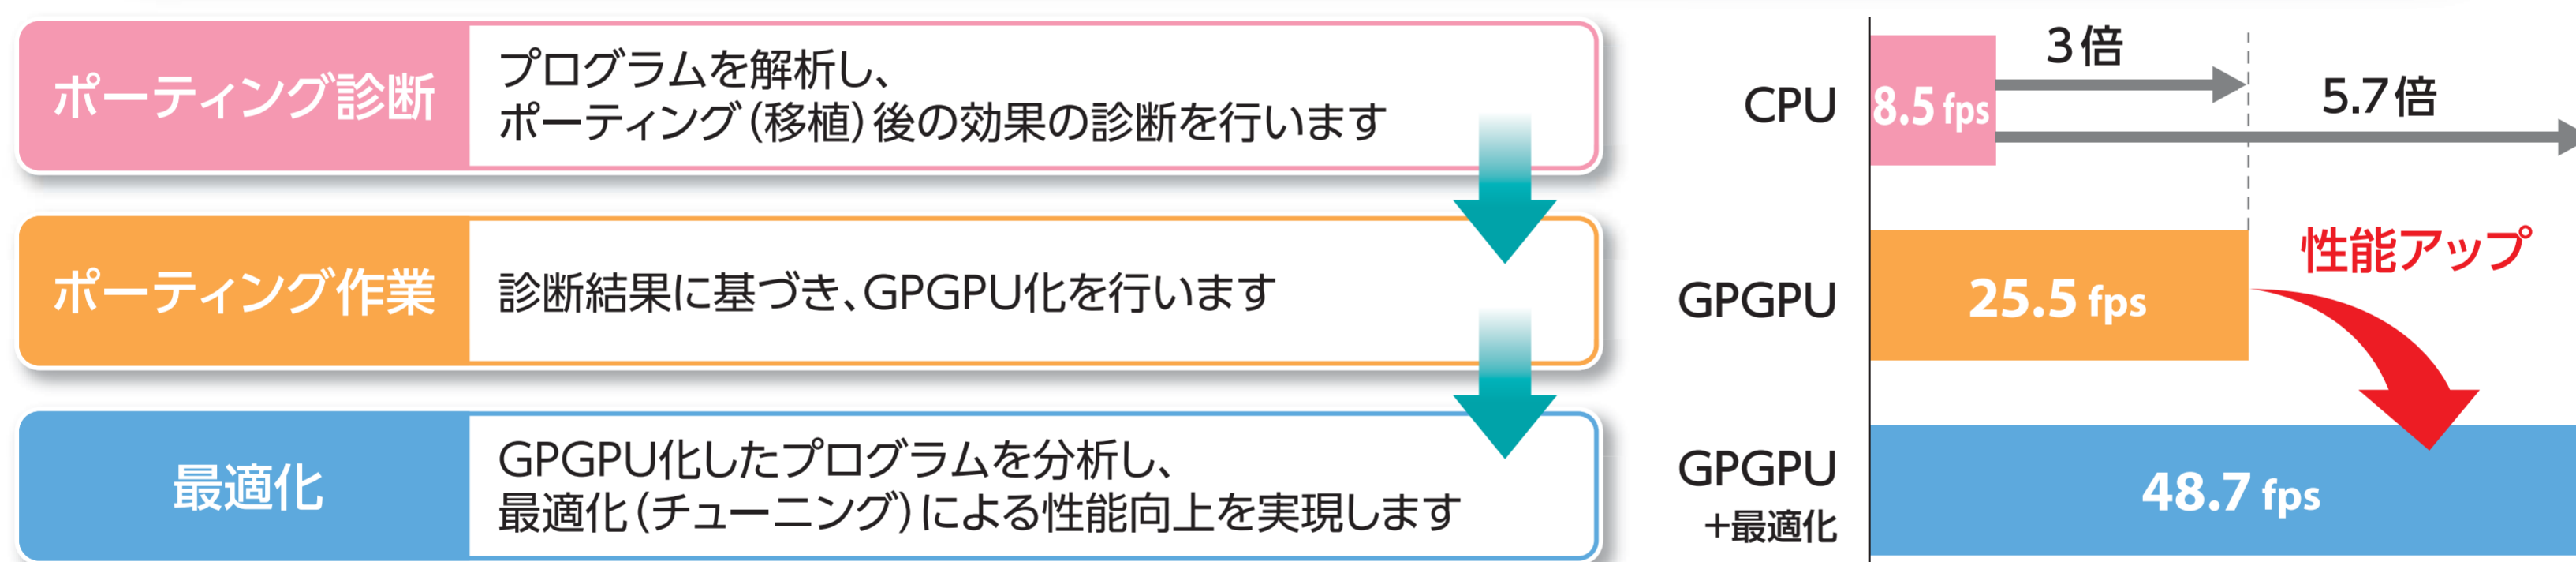 ポーティング診断
プログラムを解析し、
ポーティング(移植)後の効果の診断を行います
ポーティング作業
診断結果に基づき、GPGPU化を行います
最適化
GPGPU化したプログラムを分析し、
最適化(チューニング)による性能向上を実現します
CPU
8.5 fps
3倍
5.7倍
GPGPU
25.5 fps
性能アップ
GPGPU
+最適化
48.7 fps